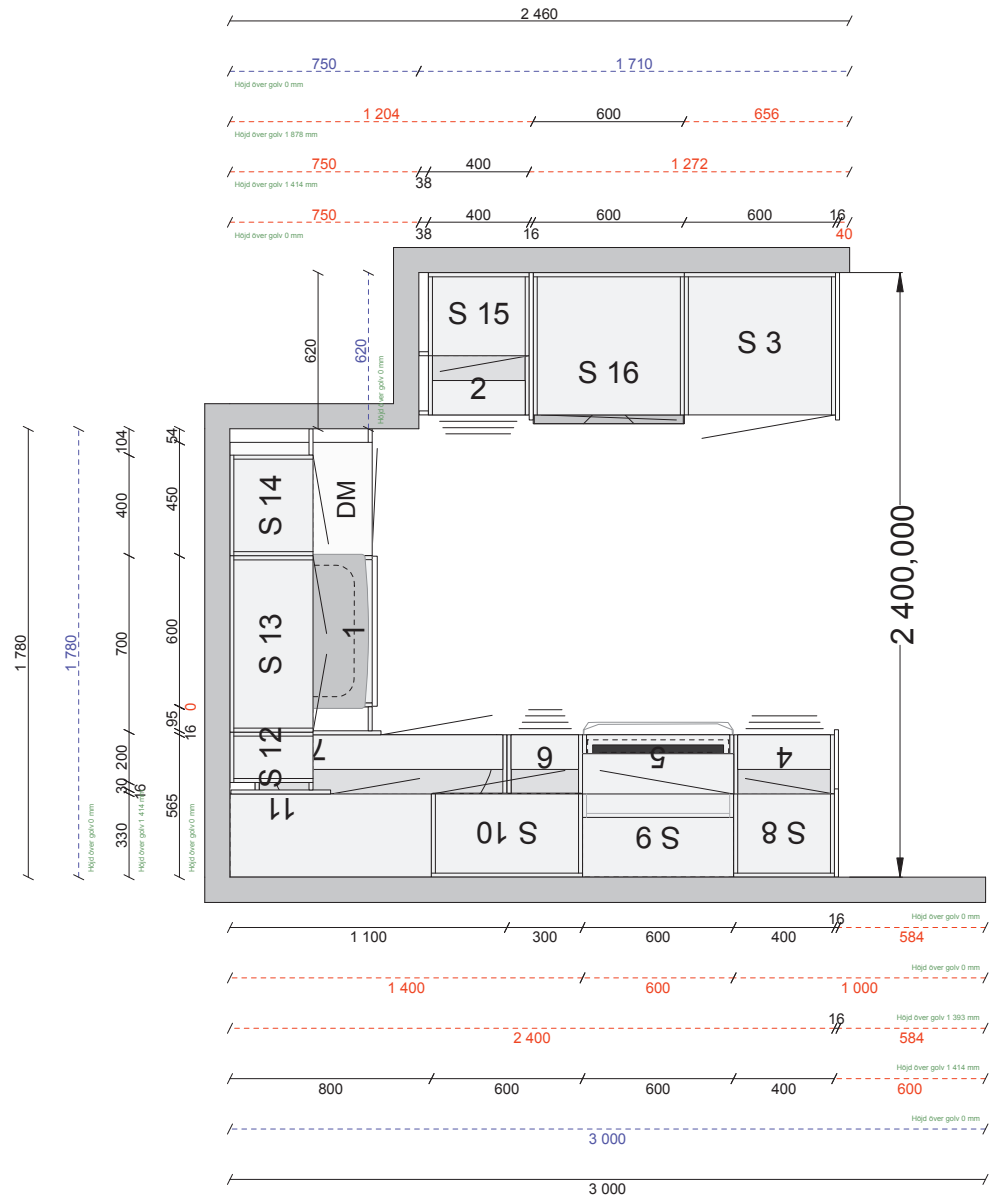 2 460
750 1 710
Höjd över golv 0 mm
1 204 600 656
Höjd över golv 1 878 mm
750 38 400 1 272
Höjd över golv 1 414 mm
750 38 400 16 600 600 16 40
Höjd över golv 0 mm
620
620
Höjd över golv 0 mm
S 15
2
S 16
S 3
2 400,000
1 780
1 780
Höjd över golv 0 mm
104
400
700
200
30
16
330
Höjd över golv 1 414 mm
54
450
600
0
95
16
565
Höjd över golv 0 mm
S 14
DM
S 13
1
S 12
7
11
6
5
4
S 10
S 9
S 8
Höjd över golv 0 mm
1 100 300 600 400 16 584
Höjd över golv 0 mm
1 400 600 1 000
Höjd över golv 1 393 mm
2 400 16 584
Höjd över golv 1 414 mm
800 600 600 400 600
Höjd över golv 0 mm
3 000
3 000